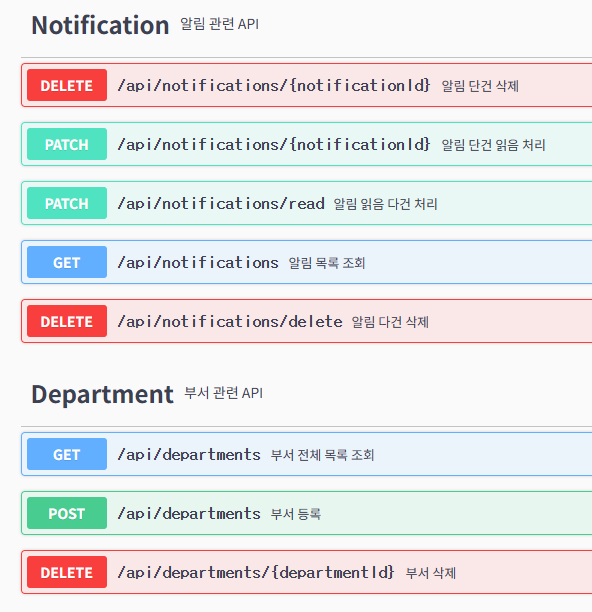 Notification 알림 관련 API
DELETE /api/notifications/{notificationId} 알림 단건 삭제
PATCH /api/notifications/{notificationId} 알림 단건 읽음 처리
PATCH /api/notifications/read 알림 읽음 다건 처리
GET /api/notifications 알림 목록 조회
DELETE /api/notifications/delete 알림 다건 삭제
Department 부서 관련 API
GET /api/departments 부서 전체 목록 조회
POST /api/departments 부서 등록
DELETE /api/departments/{departmentId} 부서 삭제